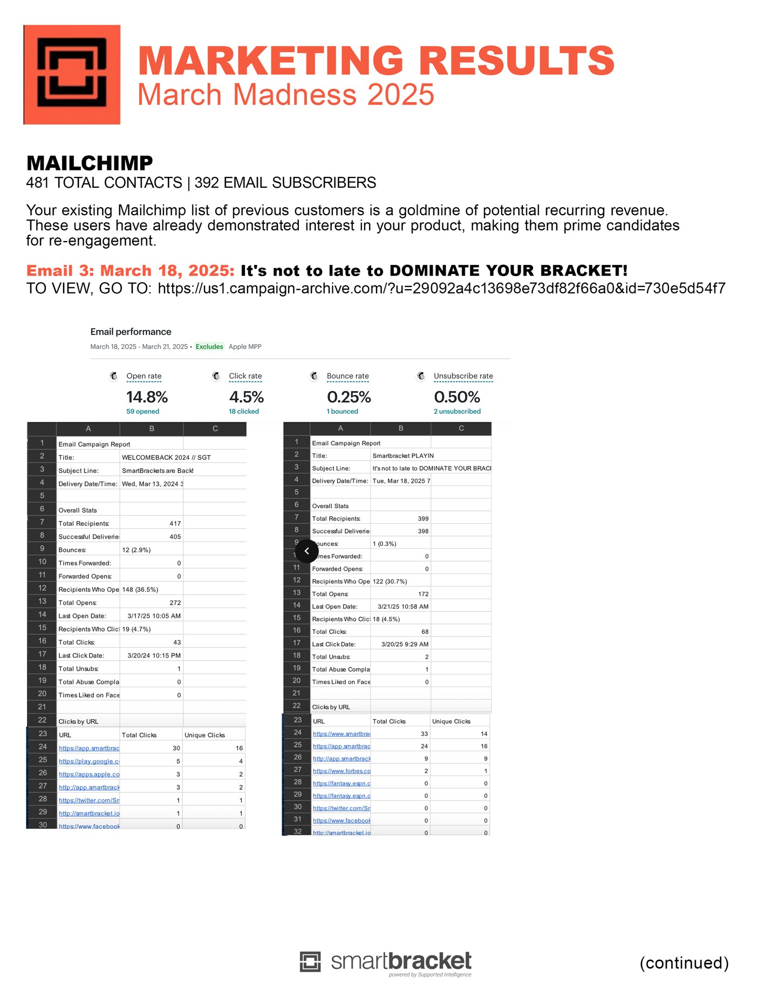 MARKETING RESULTS
March Madness 2025
MAILCHIMP
481 TOTAL CONTACTS | 392 EMAIL SUBSCRIBERS
Your existing Mailchimp list of previous customers is a goldmine of potential recurring revenue.
These users have already demonstrated interest in your product, making them prime candidates
for re-engagement.
Email 3: March 18, 2025: It's not to late to DOMINATE YOUR BRACKET!
TO VIEW, GO TO: https://us1.campaign-archive.com/?u=29092a4c13698e73df82f66a0&id=730e5d54f7
Email performance
March 18, 2025 - March 21, 2025 • Excludes Apple MPP
Open rate Click rate Bounce rate Unsubscribe rate
14.8% 4.5% 0.25% 0.50%
59 opened 18 clicked 1 bounced 2 unsubscribed
A B C
1 Email Campaign Report
2 Title: WELCOMEBACK 2024 // SGT
3 Subject Line: SmartBrackets are Back!
4 Delivery Date/Time: Wed, Mar 13, 2024 3
5
6 Overall Stats
7 Total Recipients: 417
8 Successful Deliverie 405
9 Bounces: 12 (2.9%)
10 Times Forwarded: 0
11 Forwarded Opens: 0
12 Recipients Who Ope 148 (36.5%)
13 Total Opens: 272
14 Last Open Date: 3/17/25 10:05 AM
15 Recipients Who Clic 19 (4.7%)
16 Total Clicks: 43
17 Last Click Date: 3/20/24 10:15 PM
18 Total Unsubs: 1
19 Total Abuse Compla 0
20 Times Liked on Face 0
21
22 Clicks by URL
23 URL Total Clicks Unique Clicks
24 https://app.smartbrac 30 16
25 https://play.google.c 5 4
26 https://apps.apple.co 3 2
27 http://app.smartbrack 3 2
28 https://twitter.com/Sn 1 1
29 http://smartbracket.io 1 1
30 https://www.facebook 0 0
A B C
1 Email Campaign Report
2 Title: Smartbracket PLAYIN
3 Subject Line: It's not to late to DOMINATE YOUR BRAC
4 Delivery Date/Time: Tue, Mar 18, 2025 7
5
6 Overall Stats
7 Total Recipients: 399
8 Successful Deliverie 398
9 ounces: 1 (0.3%)
1 mes Forwarded: 0
11 Forwarded Opens: 0
12 Recipients Who Ope 122 (30.7%)
13 Total Opens: 172
14 Last Open Date: 3/21/25 10:58 AM
15 Recipients Who Clic 18 (4.5%)
16 Total Clicks: 68
17 Last Click Date: 3/20/25 9:29 AM
18 Total Unsubs: 2
19 Total Abuse Compla 1
20 Times Liked on Face 0
21
22 Clicks by URL
23 URL Total Clicks Unique Clicks
24 https://www.smartbra 33 14
25 https://app.smartbrac 24 16
26 http://app.smartbrack 9 9
27 https://www.forbes.co 2 1
28 https://fantasy.espn.c 0 0
29 https://fantasy.espn.c 0 0
30 https://twitter.com/Sn 0 0
31 https://www.facebook 0 0
32 http://smartbracket.io 0 0
smartbracket
powered by Supported Intelligence
(continued)